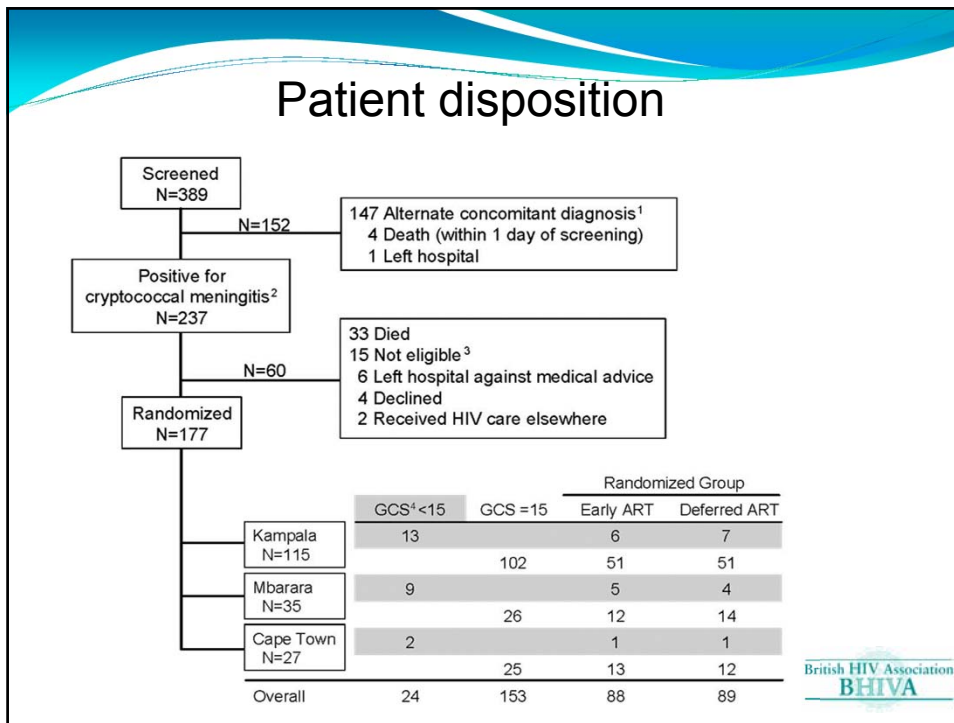 Patient disposition
Screened
N=389
N=152
147 Alternate concomitant diagnosis¹
4 Death (within 1 day of screening)
1 Left hospital
Positive for
cryptococcal meningitis²
N=237
N=60
33 Died
15 Not eligible³
6 Left hospital against medical advice
4 Declined
2 Received HIV care elsewhere
Randomized
N=177
Randomized Group
GCS⁴ <15 GCS =15 Early ART Deferred ART
Kampala
N=115
13 6 7
102 51 51
Mbarara
N=35
9 5 4
26 12 14
Cape Town
N=27
2 1 1
25 13 12
Overall 24 153 88 89
British HIV Association
BHIVA